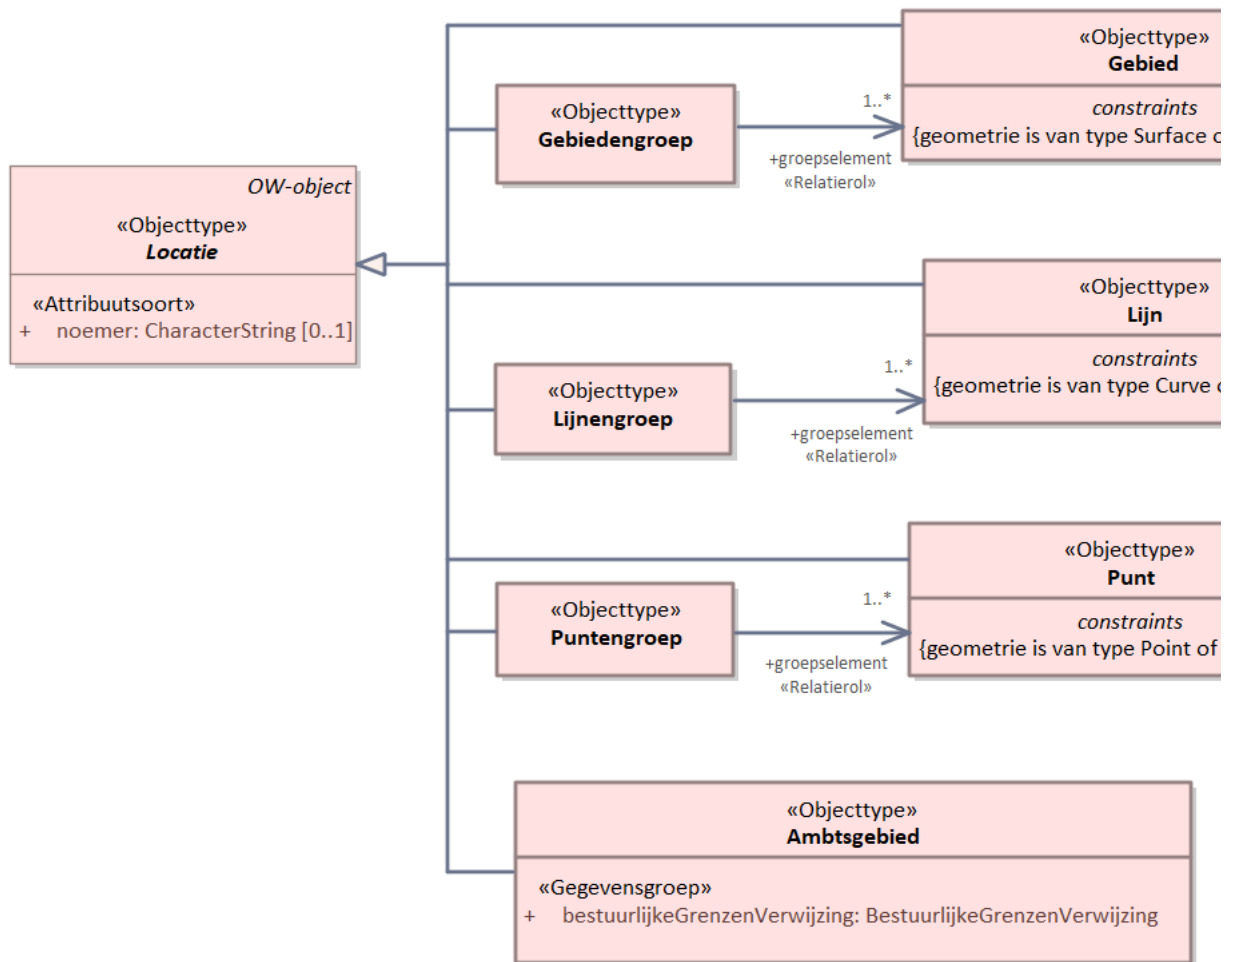 «Objecttype»
Gebied
constraints
{geometrie is van type Surface
«Objecttype»
Gebiedengroep
1..*
+groepselement
«Relatierol»
OW-object
«Objecttype»
Locatie
«Attribuutsoort»
+ noemer: CharacterString [0..1]
«Objecttype»
Lijn
constraints
{geometrie is van type Curve
«Objecttype»
Lijnengroep
1..*
+groepselement
«Relatierol»
«Objecttype»
Punt
constraints
{geometrie is van type Point of
«Objecttype»
Puntengroep
1..*
+groepselement
«Relatierol»
«Objecttype»
Ambtsgebied
«Gegevensgroep»
+ bestuurlijkeGrenzenVerwijzing: BestuurlijkeGrenzenVerwijzing